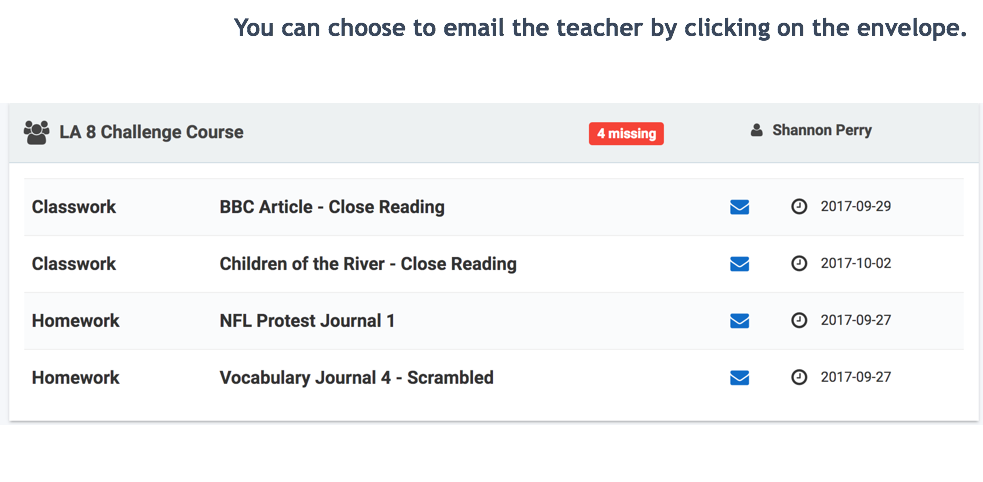 You can choose to email the teacher by clicking on the envelope.
LA 8 Challenge Course 4 missing Shannon Perry
Classwork BBC Article - Close Reading 2017-09-29
Classwork Children of the River - Close Reading 2017-10-02
Homework NFL Protest Journal 1 2017-09-27
Homework Vocabulary Journal 4 - Scrambled 2017-09-27